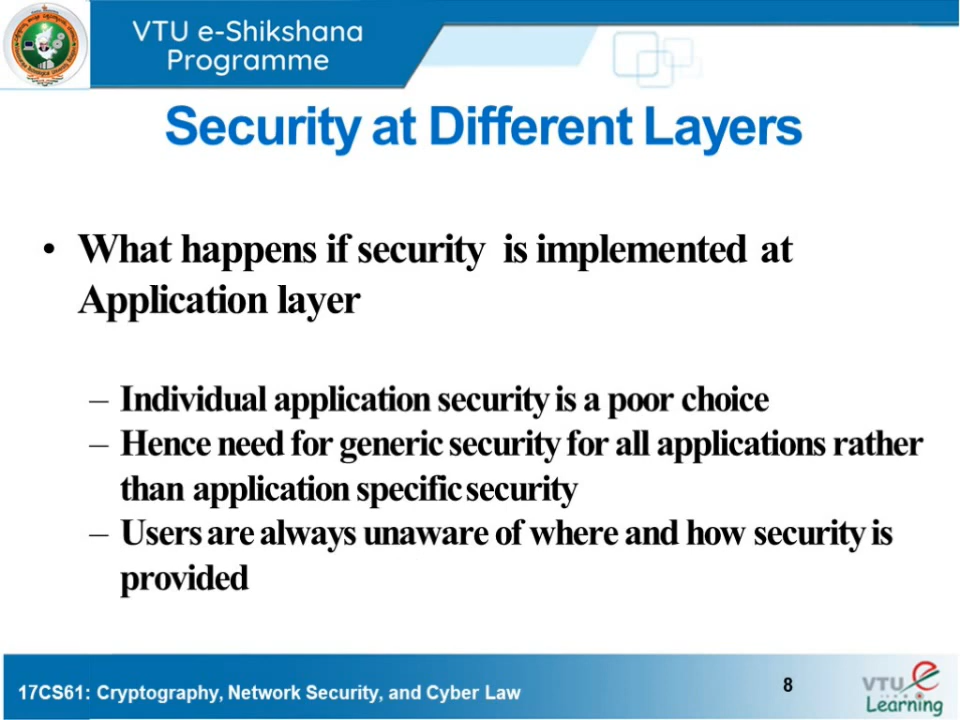 VTU e-Shikshana
Programme
Security at Different Layers
• What happens if security is implemented at
Application layer
– Individual application security is a poor choice
– Hence need for generic security for all applications rather
than application specific security
– Users are always unaware of where and how security is
provided
17CS61: Cryptography, Network Security, and Cyber Law
8
VTU e
Learning